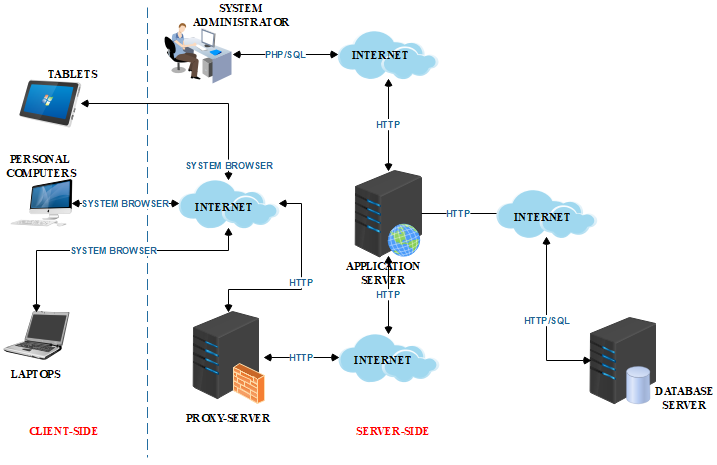 SYSTEM
ADMINISTRATOR
PHP/SQL
INTERNET
TABLETS
HTTP
PERSONAL
COMPUTERS
SYSTEM BROWSER
SYSTEM BROWSER
INTERNET
HTTP
INTERNET
SYSTEM BROWSER
APPLICATION
SERVER
HTTP
HTTP
HTTP/SQL
HTTP
INTERNET
LAPTOPS
PROXY-SERVER
DATABASE
SERVER
CLIENT-SIDE
SERVER-SIDE